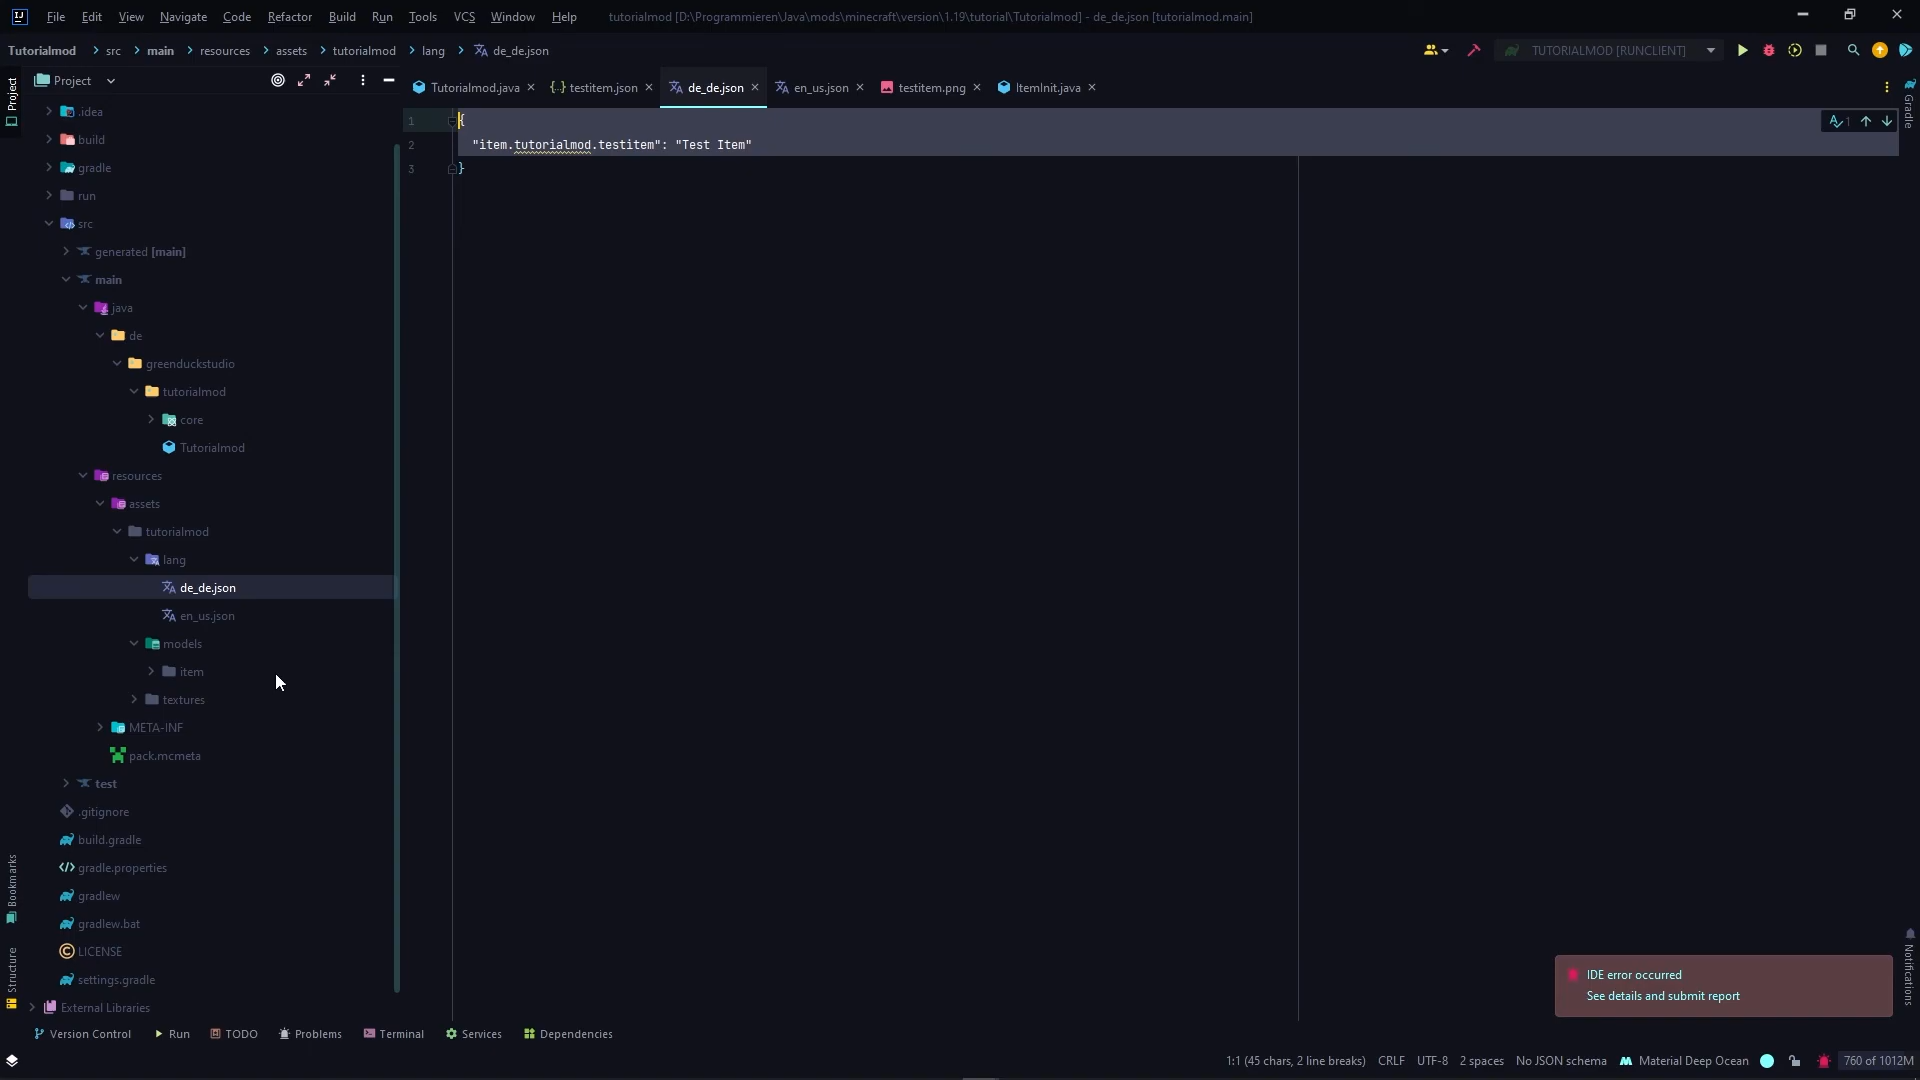 File Edit View Navigate Code Refactor Build Run Tools VCS Window Help tutorialmod [D:\Programmieren\Java\mods\minecraft\version\1.19\tutorial\Tutorialmod] - de_de.json [tutorialmod.main]
Tutorialmod src main resources assets tutorialmod lang de_de.json TUTORIALMOD [RUNCLIENT]
Project
Project
Tutorialmod.java testitem.json de_de.json en_us.json testitem.png ItemInit.java
Gradle
.idea
build
gradle
run
src
generated [main]
main
java
de
greenduckstudio
tutorialmod
core
Tutorialmod
resources
assets
tutorialmod
lang
de_de.json
en_us.json
models
item
textures
META-INF
pack.mcmeta
test
.gitignore
build.gradle
gradle.properties
gradlew
gradlew.bat
LICENSE
settings.gradle
External Libraries
1 {
2 "item.tutorialmod.testitem": "Test Item"
3 }
1
Bookmarks
Structure
Notifications
IDE error occurred
See details and submit report
Version Control Run TODO Problems Terminal Services Dependencies
1:1 (45 chars, 2 line breaks) CRLF UTF-8 2 spaces No JSON schema Material Deep Ocean 760 of 1012M